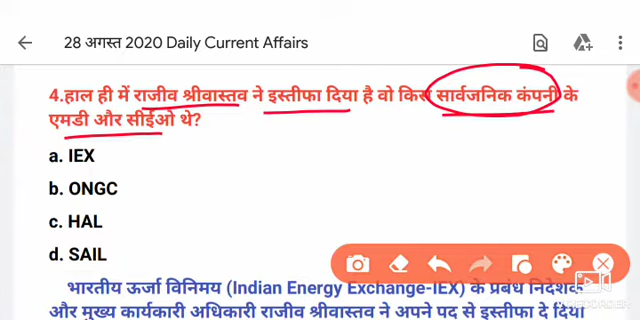 28 अगस्त 2020 Daily Current Affairs
4.हाल ही में राजीव श्रीवास्तव ने इस्तीफा दिया है वो किस सार्वजनिक कंपनी के
एमडी और सीईओ थे?
a. IEX
b. ONGC
c. HAL
d. SAIL
भारतीय ऊर्जा विनिमय (Indian Energy Exchange-IEX) के प्रबंध निदेशक
और मुख्य कार्यकारी अधिकारी राजीव श्रीवास्तव ने अपने पद से इस्तीफा दे दिया